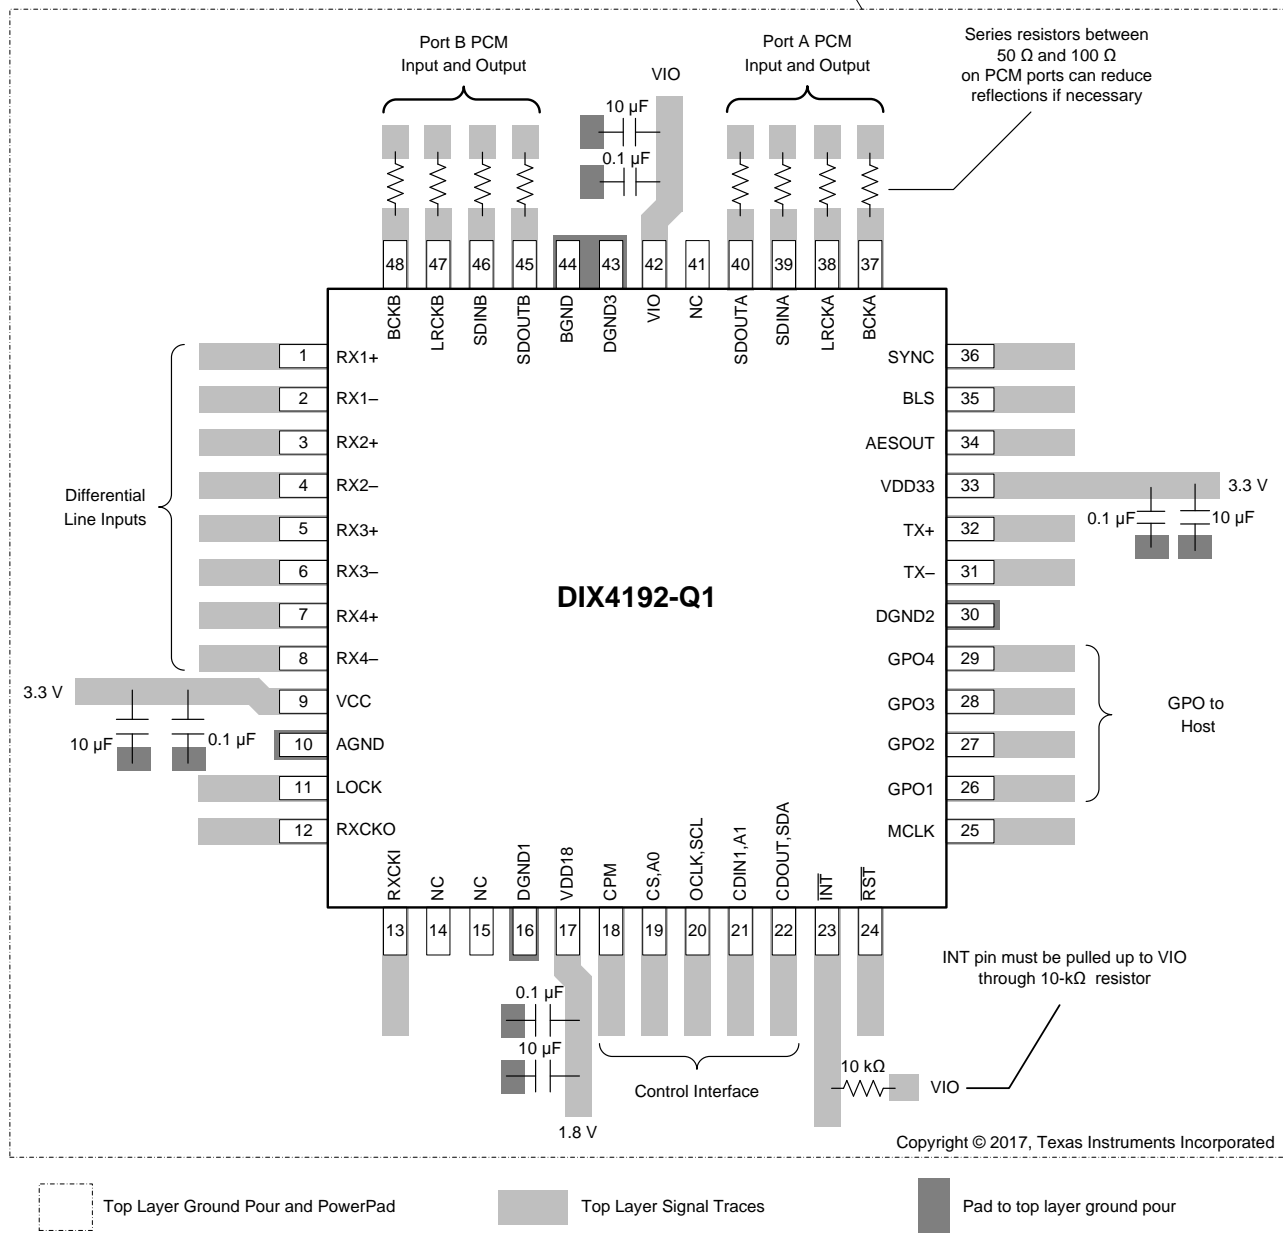 Port B PCM
Input and Output
VIO
Port A PCM
Input and Output
Series resistors between
50 Ω and 100 Ω
on PCM ports can reduce
reflections if necessary
10 µF
0.1 µF
48
47
46
45
44
43
42
41
40
39
38
37
BCKB
LRCKB
SDINB
SDOUTB
BGND
DGND3
VIO
NC
SDOUTA
SDINA
LRCKA
BCKA
Differential
Line Inputs
1 RX1+
2 RX1–
3 RX2+
4 RX2–
5 RX3+
6 RX3–
7 RX4+
8 RX4–
3.3 V
9 VCC
10 µF
0.1 µF
10 AGND
11 LOCK
12 RXCKO
DIX4192-Q1
SYNC 36
BLS 35
AESOUT 34
VDD33 33
3.3 V
0.1 µF
10 µF
TX+ 32
TX– 31
DGND2 30
GPO4 29
GPO3 28
GPO2 27
GPO1 26
MCLK 25
GPO to
Host
RXCKI
NC
NC
DGND1
VDD18
CPM
CS,A0
OCLK,SCL
CDIN1,A1
CDOUT,SDA
INT
RST
13
14
15
16
17
18
19
20
21
22
23
24
0.1 µF
10 µF
1.8 V
Control Interface
INT pin must be pulled up to VIO
through 10-kΩ resistor
10 kΩ
VIO
Copyright © 2017, Texas Instruments Incorporated
Top Layer Ground Pour and PowerPad
Top Layer Signal Traces
Pad to top layer ground pour